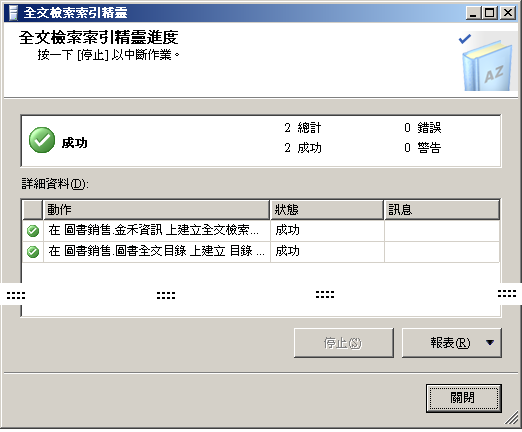 全文檢索索引精靈
全文檢索索引精靈進度
按一下 [停止] 以中斷作業。
AZ
成功
2 總計
0 錯誤
2 成功
0 警告
詳細資料(D):
動作 狀態 訊息
在 圖書銷售.金禾資訊 上建立全文檢索... 成功
在 圖書銷售.圖書全文目錄 上建立 目錄 ... 成功
停止(S) 報表(R)
關閉